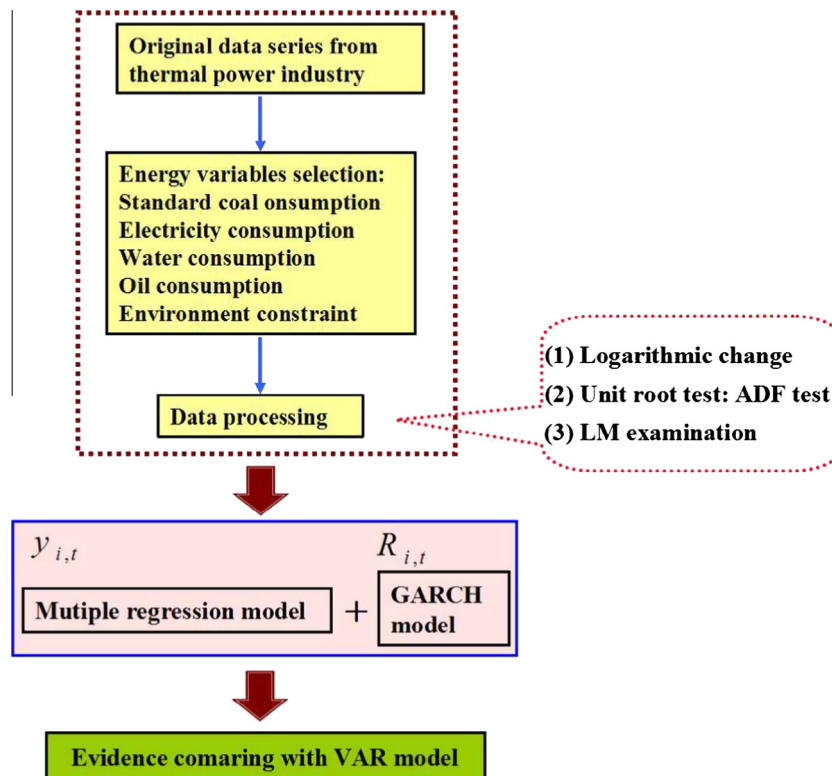 Original data series from
thermal power industry
Energy variables selection:
Standard coal onsumption
Electricity consumption
Water consumption
Oil consumption
Environment constraint
Data processing
(1) Logarithmic change
(2) Unit root test: ADF test
(3) LM examination
y i,t
R i,t
Mutiple regression model
+
GARCH
model
Evidence comaring with VAR model